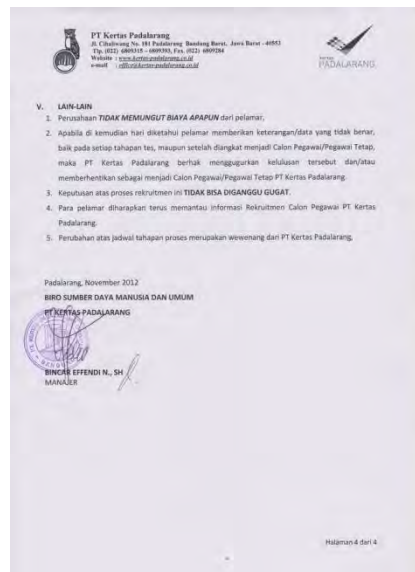 PT Kertas Padalarang
Jl. Cihaliwung No. 181 Padalarang Bandung Barat, Jawa Barat - 40553
Tlp. (022) 6809315 - 6809393, Fax. (022) 6809284
Website : www.kertas-padalarang.co.id
e-mail : office@kertas-padalarang.co.id
KERTAS
PADALARANG
V. LAIN-LAIN
1. Perusahaan TIDAK MEMUNGUT BIAYA APAPUN dari pelamar,
2. Apabila di kemudian hari diketahui pelamar memberikan keterangan/data yang tidak benar,
baik pada setiap tahapan tes, maupun setelah diangkat menjadi Calon Pegawai/Pegawai Tetap,
maka PT Kertas Padalarang berhak menggugurkan kelulusan tersebut dan/atau
memberhentikan sebagai menjadi Calon Pegawai/Pegawai Tetap PT Kertas Padalarang.
3. Keputusan atas proses rekruitmen ini TIDAK BISA DIGANGGU GUGAT.
4. Para pelamar diharapkan terus memantau informasi Rekruitmen Calon Pegawai PT Kertas
Padalarang.
5. Perubahan atas jadwal tahapan proses merupakan wewenang dari PT Kertas Padalarang,
Padalarang, November 2012
BIRO SUMBER DAYA MANUSIA DAN UMUM
PT KERTAS PADALARANG
BINCAR EFFENDI N., SH
MANAJER
Halaman 4 dari 4